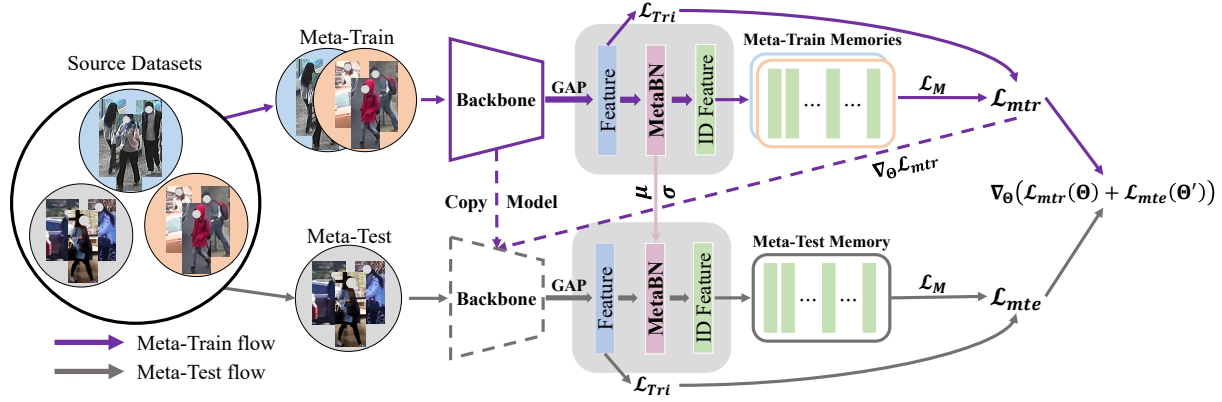 Source Datasets
Meta-Train
Backbone
GAP
Feature
MetaBN
ID Feature
ℒ_Tri
Meta-Train Memories
... ...
ℒ_M
ℒ_mtr
Copy Model
μ
σ
∇_Θ ℒ_mtr
∇_Θ(ℒ_mtr(Θ) + ℒ_mte(Θ′))
Meta-Test
Backbone
GAP
Feature
MetaBN
ID Feature
Meta-Test Memory
... ...
ℒ_M
ℒ_mte
ℒ_Tri
Meta-Train flow
Meta-Test flow